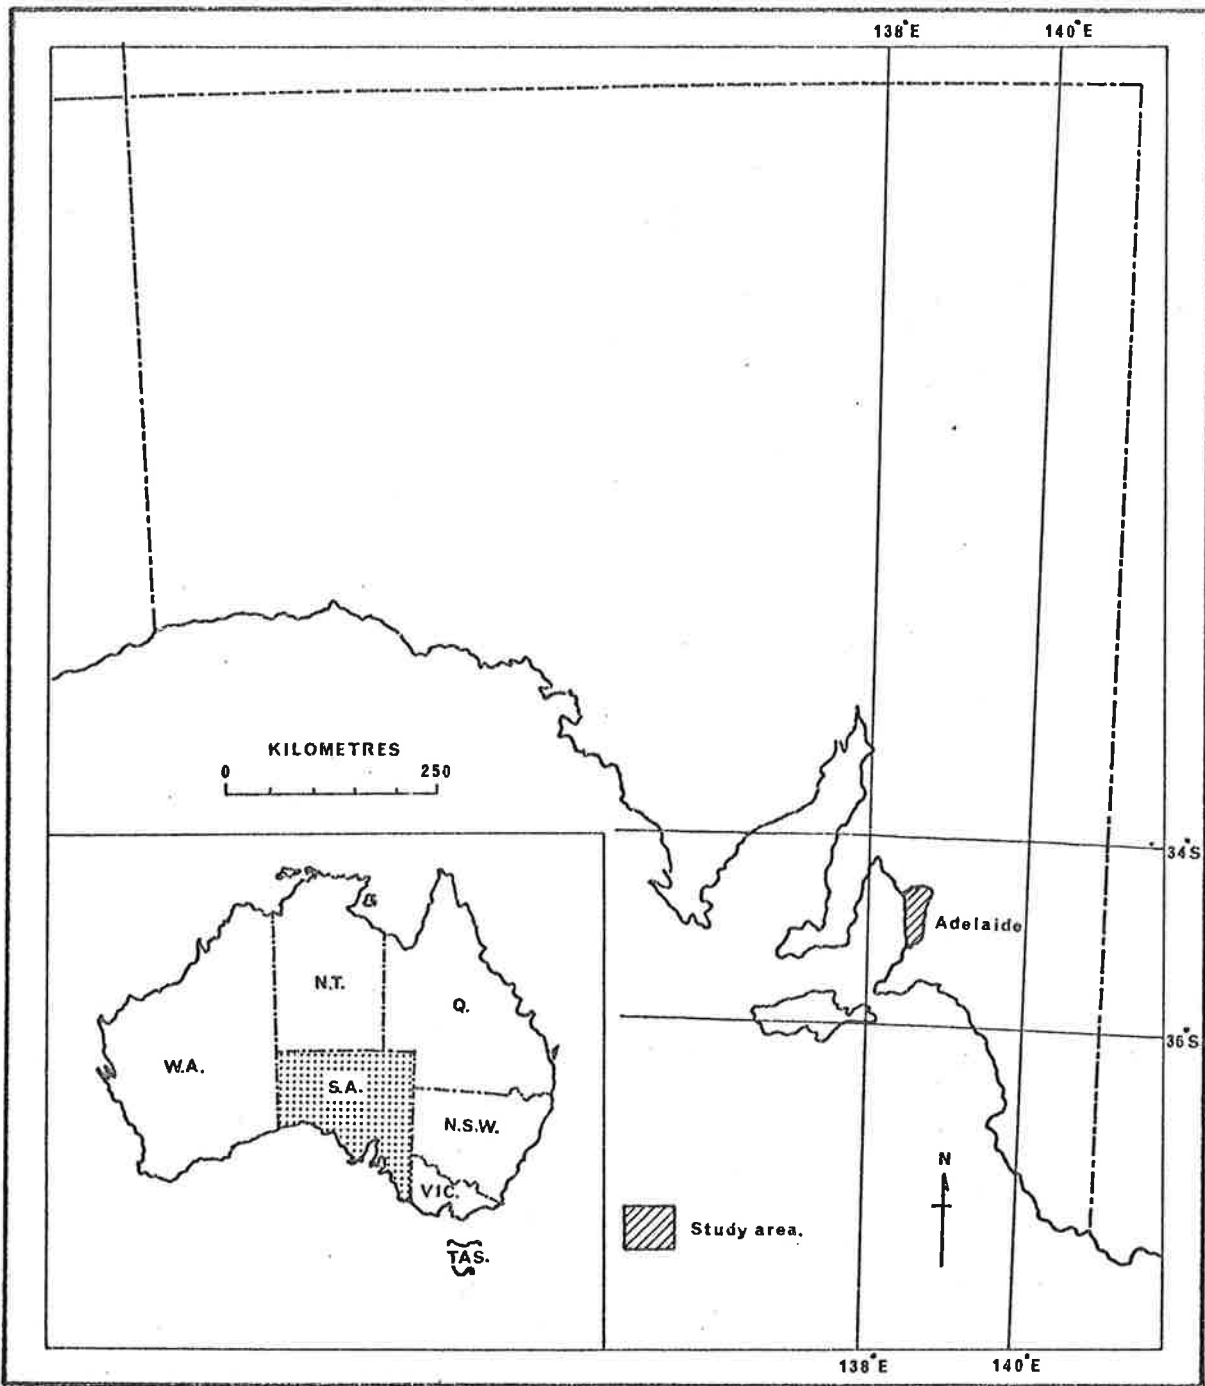 138°E 140°E
KILOMETRES
0 250
34°S
Adelaide
N.T.
Q.
36°S
W.A.
S.A.
N.S.W.
N
VIC.
Study area.
TAS.
138°E 140°E